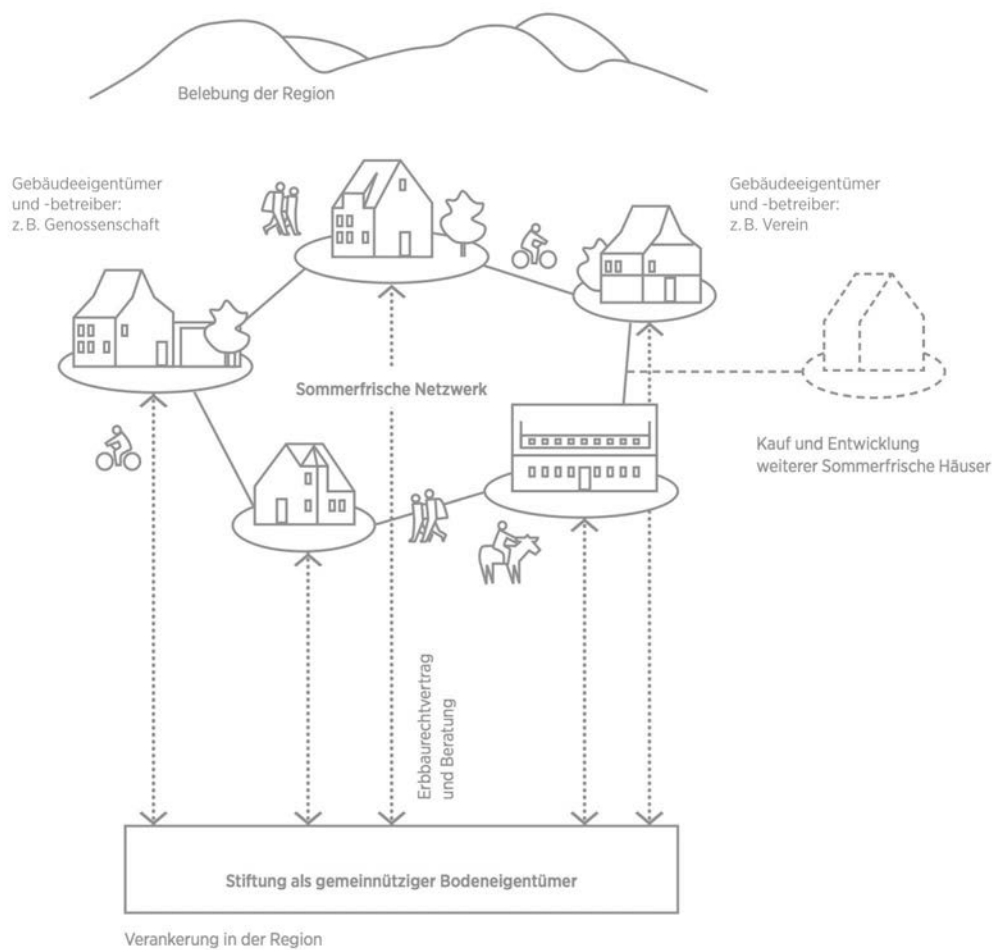 Belebung der Region
Gebäudeeigentümer
und -betreiber:
z. B. Genossenschaft
Gebäudeeigentümer
und -betreiber:
z. B. Verein
Sommerfrische Netzwerk
Kauf und Entwicklung
weiterer Sommerfrische Häuser
Erbbaurechtvertrag
und Beratung
Stiftung als gemeinnütziger Bodeneigentümer
Verankerung in der Region